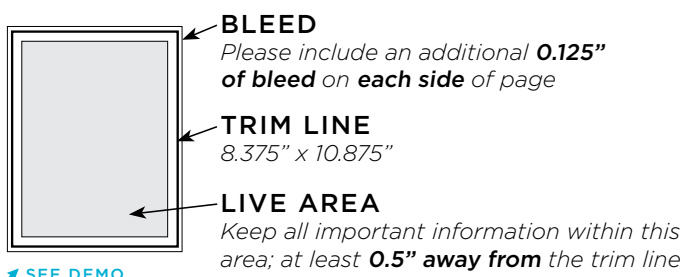 BLEED
Please include an additional 0.125”
of bleed on each side of page
TRIM LINE
8.375” x 10.875”
LIVE AREA
Keep all important information within this
area; at least 0.5” away from the trim line
SEE DEMO